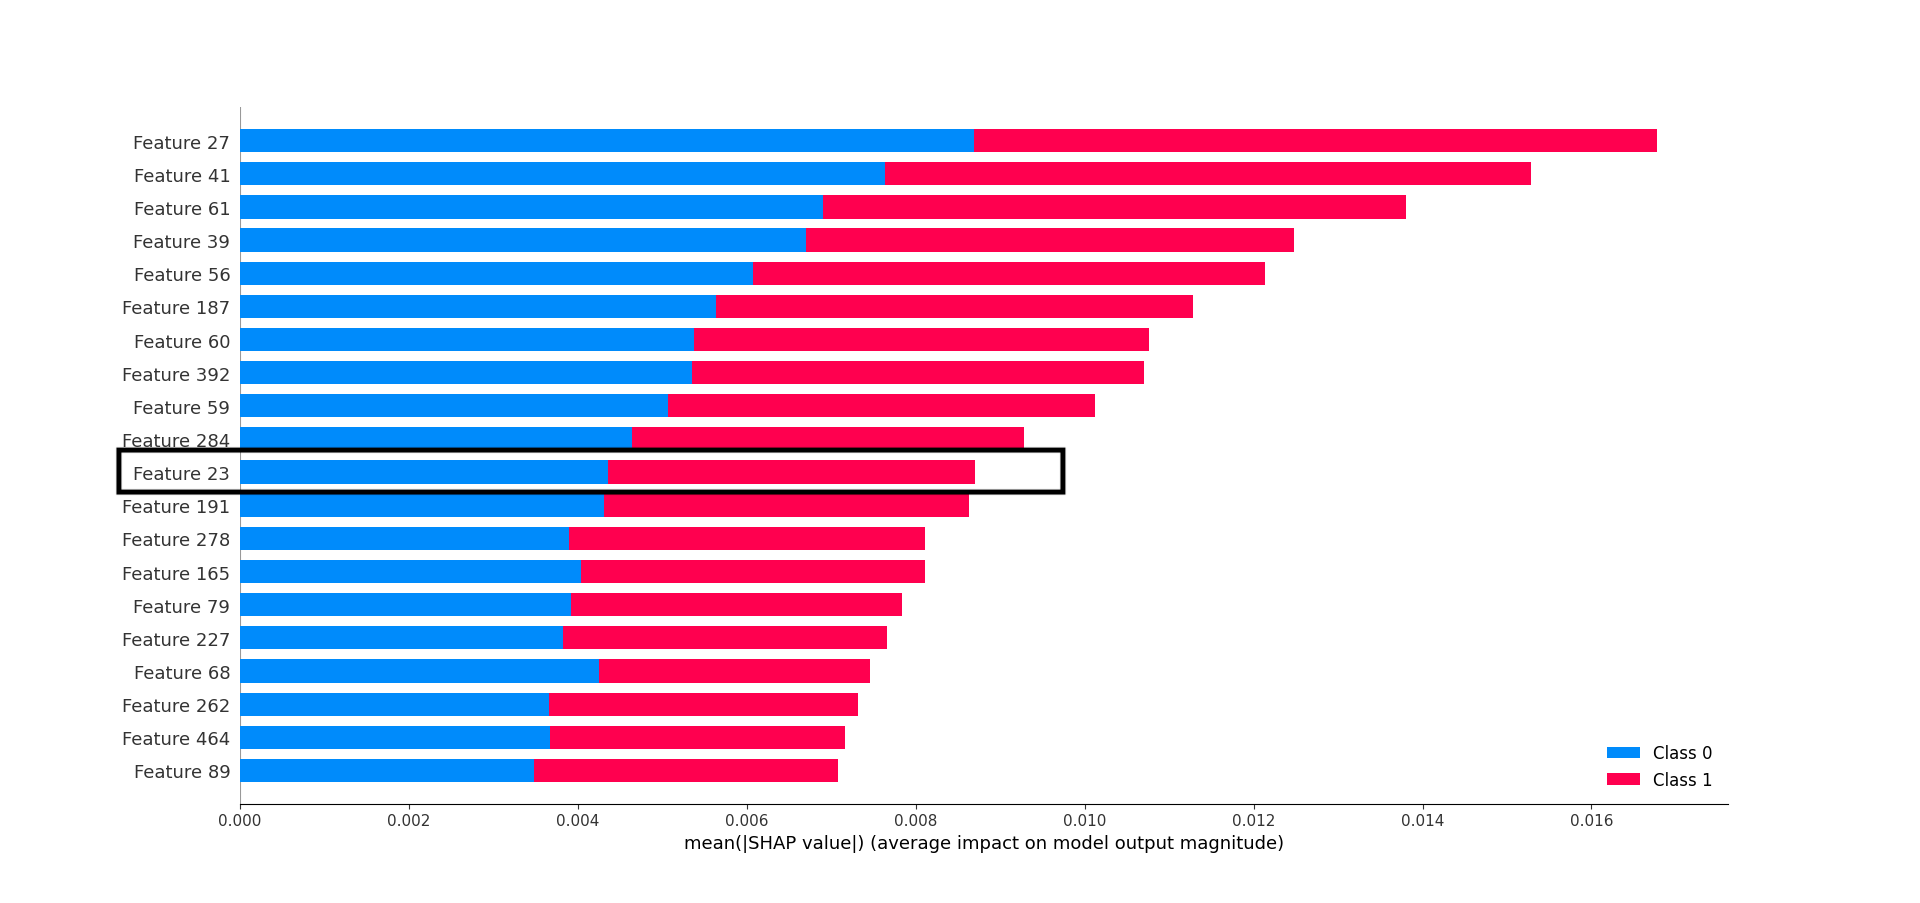 Feature 27
Feature 41
Feature 61
Feature 39
Feature 56
Feature 187
Feature 60
Feature 392
Feature 59
Feature 284
Feature 23
Feature 191
Feature 278
Feature 165
Feature 79
Feature 227
Feature 68
Feature 262
Feature 464
Feature 89
Class 0
Class 1
0.000 0.002 0.004 0.006 0.008 0.010 0.012 0.014 0.016
mean(|SHAP value|) (average impact on model output magnitude)